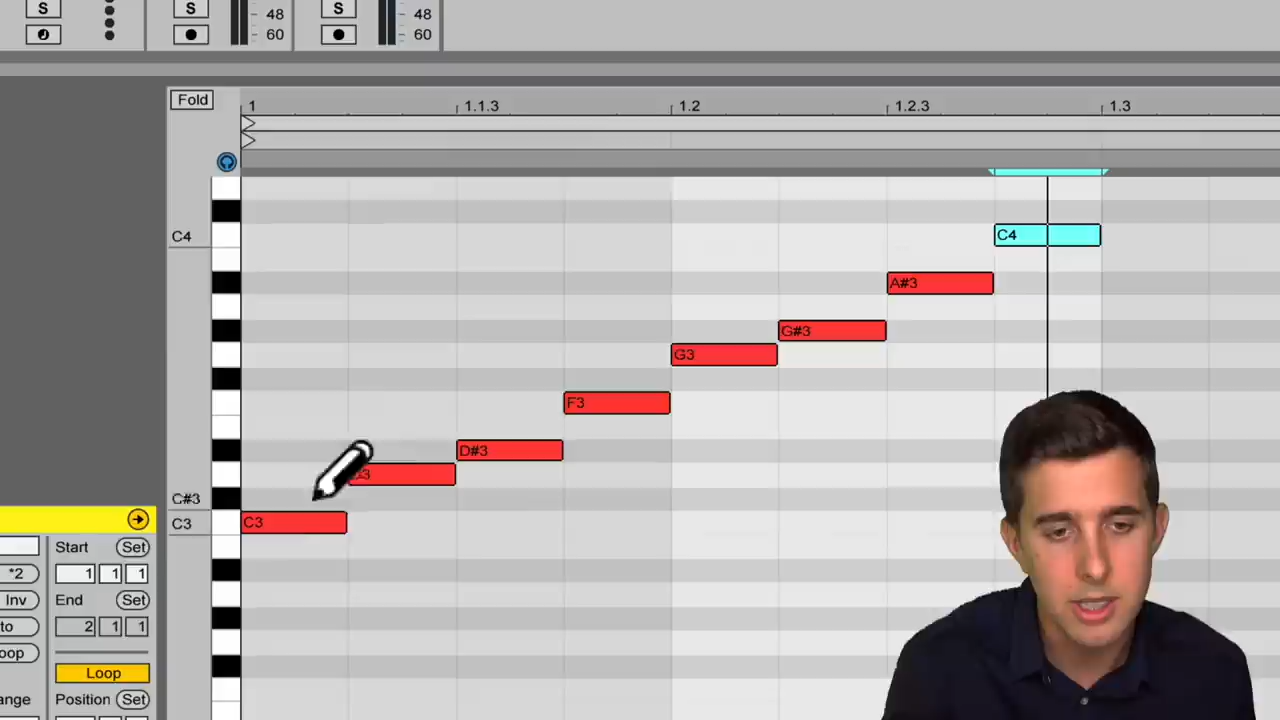 S S S
48 48
60 60
Fold 1 1.1.3 1.2 1.2.3 1.3
C4 C4
A#3
G#3
G3
F3
D#3
C#3
C3 C3
Start Set
*2 1 1 1
Inv End Set
2 1 1
Loop
Position Set